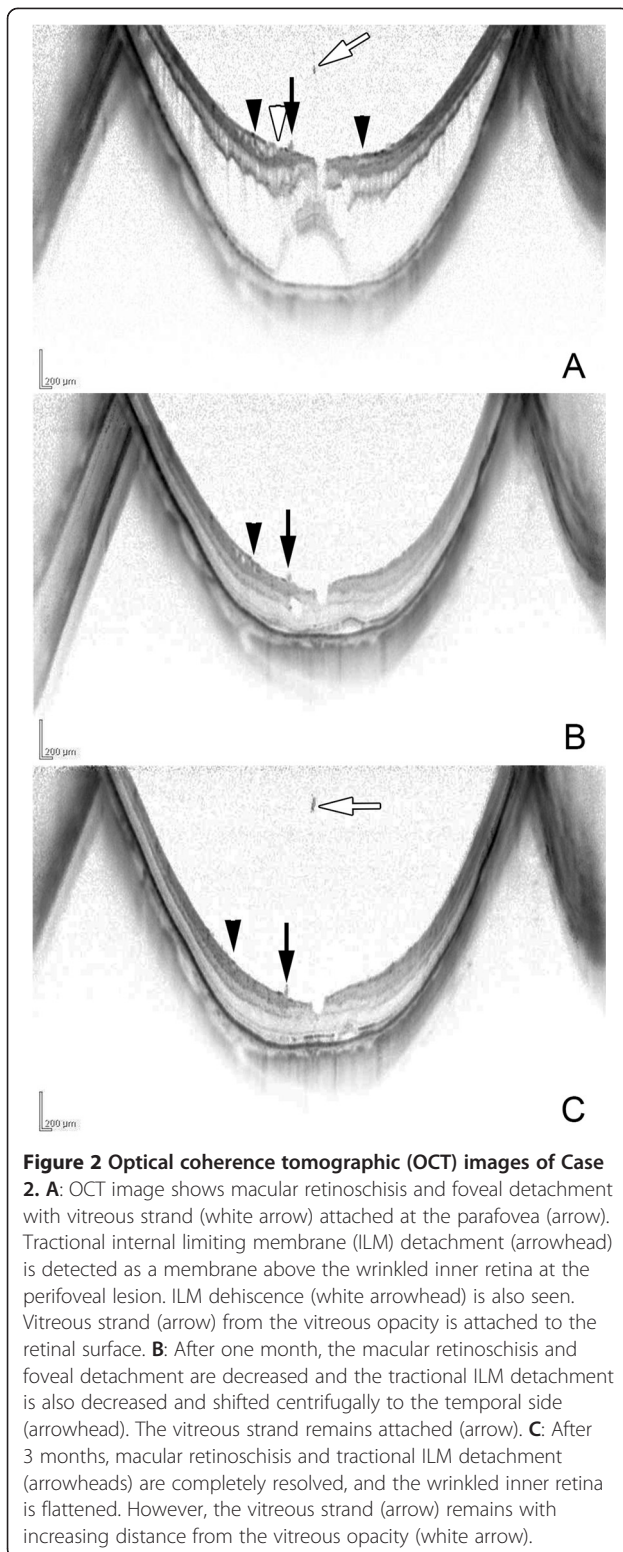 200 µm
A
200 µm
B
200 µm
C
Figure 2 Optical coherence tomographic (OCT) images of Case
2. A: OCT image shows macular retinoschisis and foveal detachment
with vitreous strand (white arrow) attached at the parafovea (arrow).
Tractional internal limiting membrane (ILM) detachment (arrowhead)
is detected as a membrane above the wrinkled inner retina at the
perifoveal lesion. ILM dehiscence (white arrowhead) is also seen.
Vitreous strand (arrow) from the vitreous opacity is attached to the
retinal surface. B: After one month, the macular retinoschisis and
foveal detachment are decreased and the tractional ILM detachment
is also decreased and shifted centrifugally to the temporal side
(arrowhead). The vitreous strand remains attached (arrow). C: After
3 months, macular retinoschisis and tractional ILM detachment
(arrowheads) are completely resolved, and the wrinkled inner retina
is flattened. However, the vitreous strand (arrow) remains with
increasing distance from the vitreous opacity (white arrow).